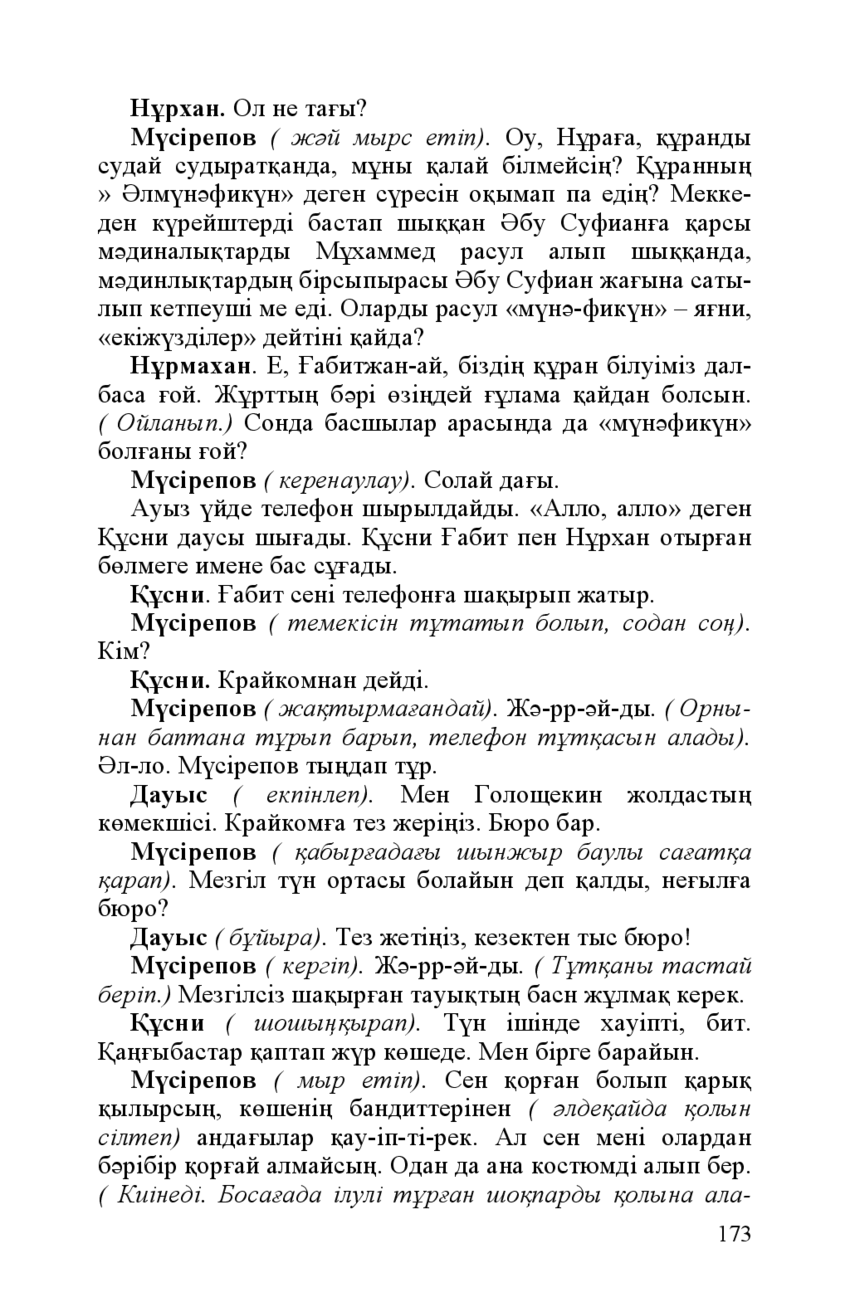 Нұрхан. Ол не тағы?
Мүсірепов ( жәй мырс етіп). Оу, Нұраға, құранды
судай судыратқанда, мұны қалай білмейсің? Құранның
» Әлмүнәфикүн» деген сүресін оқымап па едің? Мекке-
ден күрейштерді бастап шыққан Әбу Суфианға қарсы
мәдиналықтарды Мұхаммед расул алып шыққанда,
мәдинлықтардың бірсыпырасы Әбу Суфиан жағына саты-
лып кетпеуші ме еді. Оларды расул «мүнә-фикүн» – яғни,
«екіжүзділер» дейтіні қайда?
Нұрмахан. Е, Ғабитжан-ай, біздің құран білуіміз дал-
баса ғой. Жұрттың бәрі өзіңдей ғұлама қайдан болсын.
( Ойланып.) Сонда басшылар арасында да «мүнәфикүн»
болғаны ғой?
Мүсірепов ( керенаулау). Солай дағы.
Ауыз үйде телефон шырылдайды. «Алло, алло» деген
Құсни даусы шығады. Құсни Ғабит пен Нұрхан отырған
бөлмеге имене бас сұғады.
Құсни. Ғабит сені телефонға шақырып жатыр.
Мүсірепов ( темекісін тұтатып болып, содан соң).
Кім?
Құсни. Крайкомнан дейді.
Мүсірепов ( жақтырмағандай). Жә-рр-әй-ды. ( Орны-
нан баптана тұрып барып, телефон тұтқасын алады).
Әл-ло. Мүсірепов тыңдап тұр.
Дауыс ( екпінлеп). Мен Голощекин жолдастың
көмекшісі. Крайкомға тез жеріңіз. Бюро бар.
Мүсірепов ( қабырғадағы шынжыр баулы сағатқа
қарап). Мезгіл түн ортасы болайын деп қалды, неғылға
бюро?
Дауыс ( бұйыра). Тез жетіңіз, кезектен тыс бюро!
Мүсірепов ( кергіп). Жә-рр-әй-ды. ( Тұтқаны тастай
беріп.) Мезгілсіз шақырған тауықтың басн жұлмақ керек.
Құсни ( шошыңқырап). Түн ішінде хауіпті, бит.
Қаңғыбастар қаптап жүр көшеде. Мен бірге барайын.
Мүсірепов ( мыр етіп). Сен қорған болып қарық
қылырсың, көшенің бандиттерінен ( әлдеқайда қолын
сілтеп) андағылар қау-іп-ті-рек. Ал сен мені олардан
бәрібір қорғай алмайсың. Одан да ана костюмді алып бер.
( Киінеді. Босағада ілулі тұрған шоқпарды қолына ала-
173